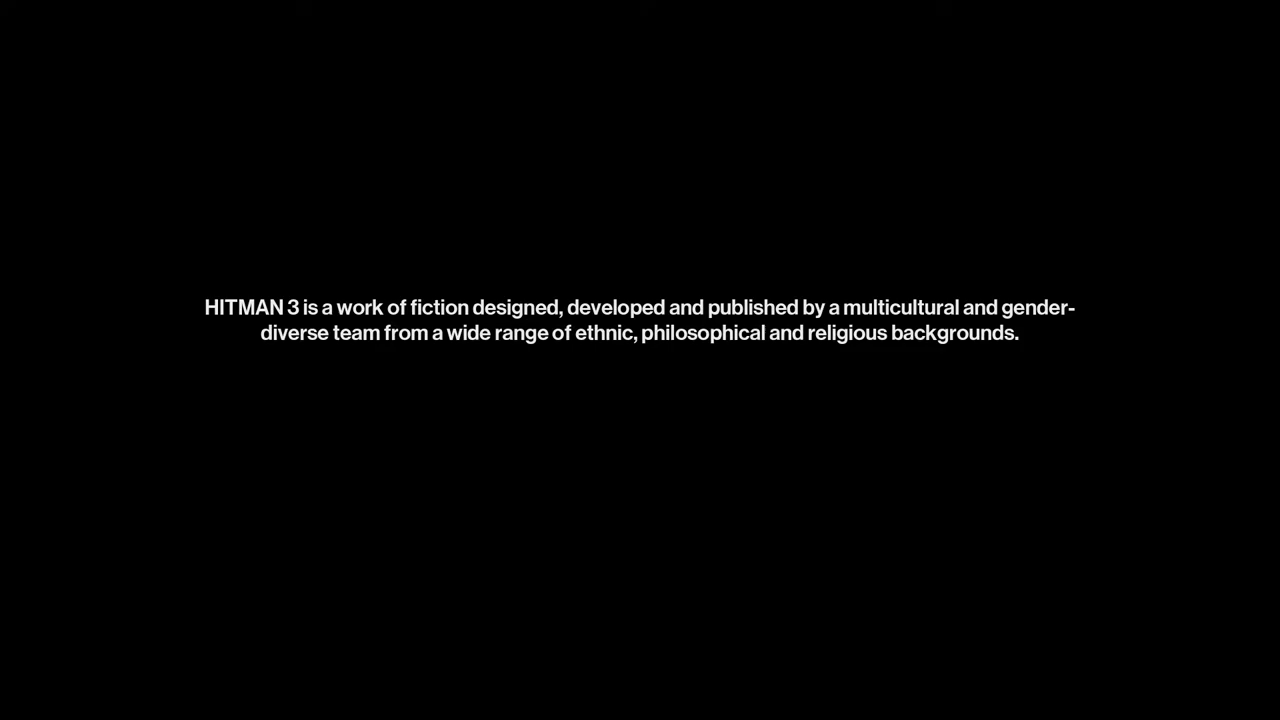 HITMAN 3 is a work of fiction designed, developed and published by a multicultural and gender-
diverse team from a wide range of ethnic, philosophical and religious backgrounds.